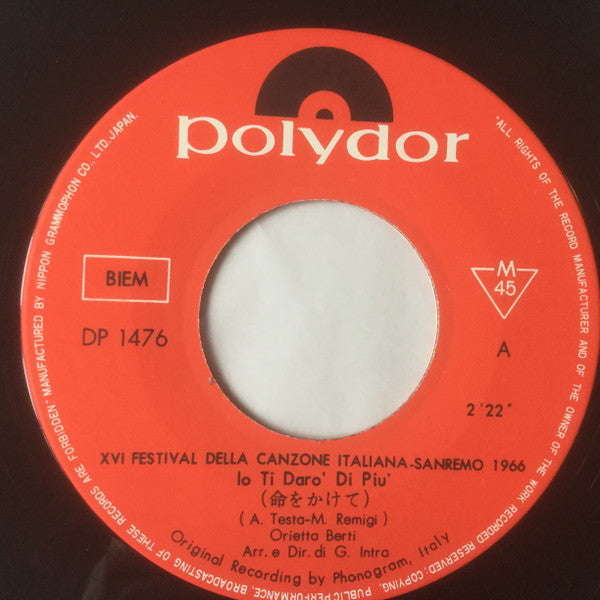 polydor
BIEM
DP 1476
M
45
A
2'22"
XVI FESTIVAL DELLA CANZONE ITALIANA-SANREMO 1966
Io Ti Daro' Di Piu'
(命をかけて)
( A. Testa-M. Remigi )
Orietta Berti
Arr. e Dir. di G. Intra
Original Recording by Phonogram, Italy
"ALL RIGHTS OF THE RECORD MANUFACTURER AND OF THE OWNER OF THE WORK RECORDED RESERVED, COPYING, PUBLIC PERFORMANCE, BROADCASTING OF THESE RECORDS ARE FORBIDDEN" MANUFACTURED BY NIPPON GRAMMOPHON CO., LTD. JAPAN.